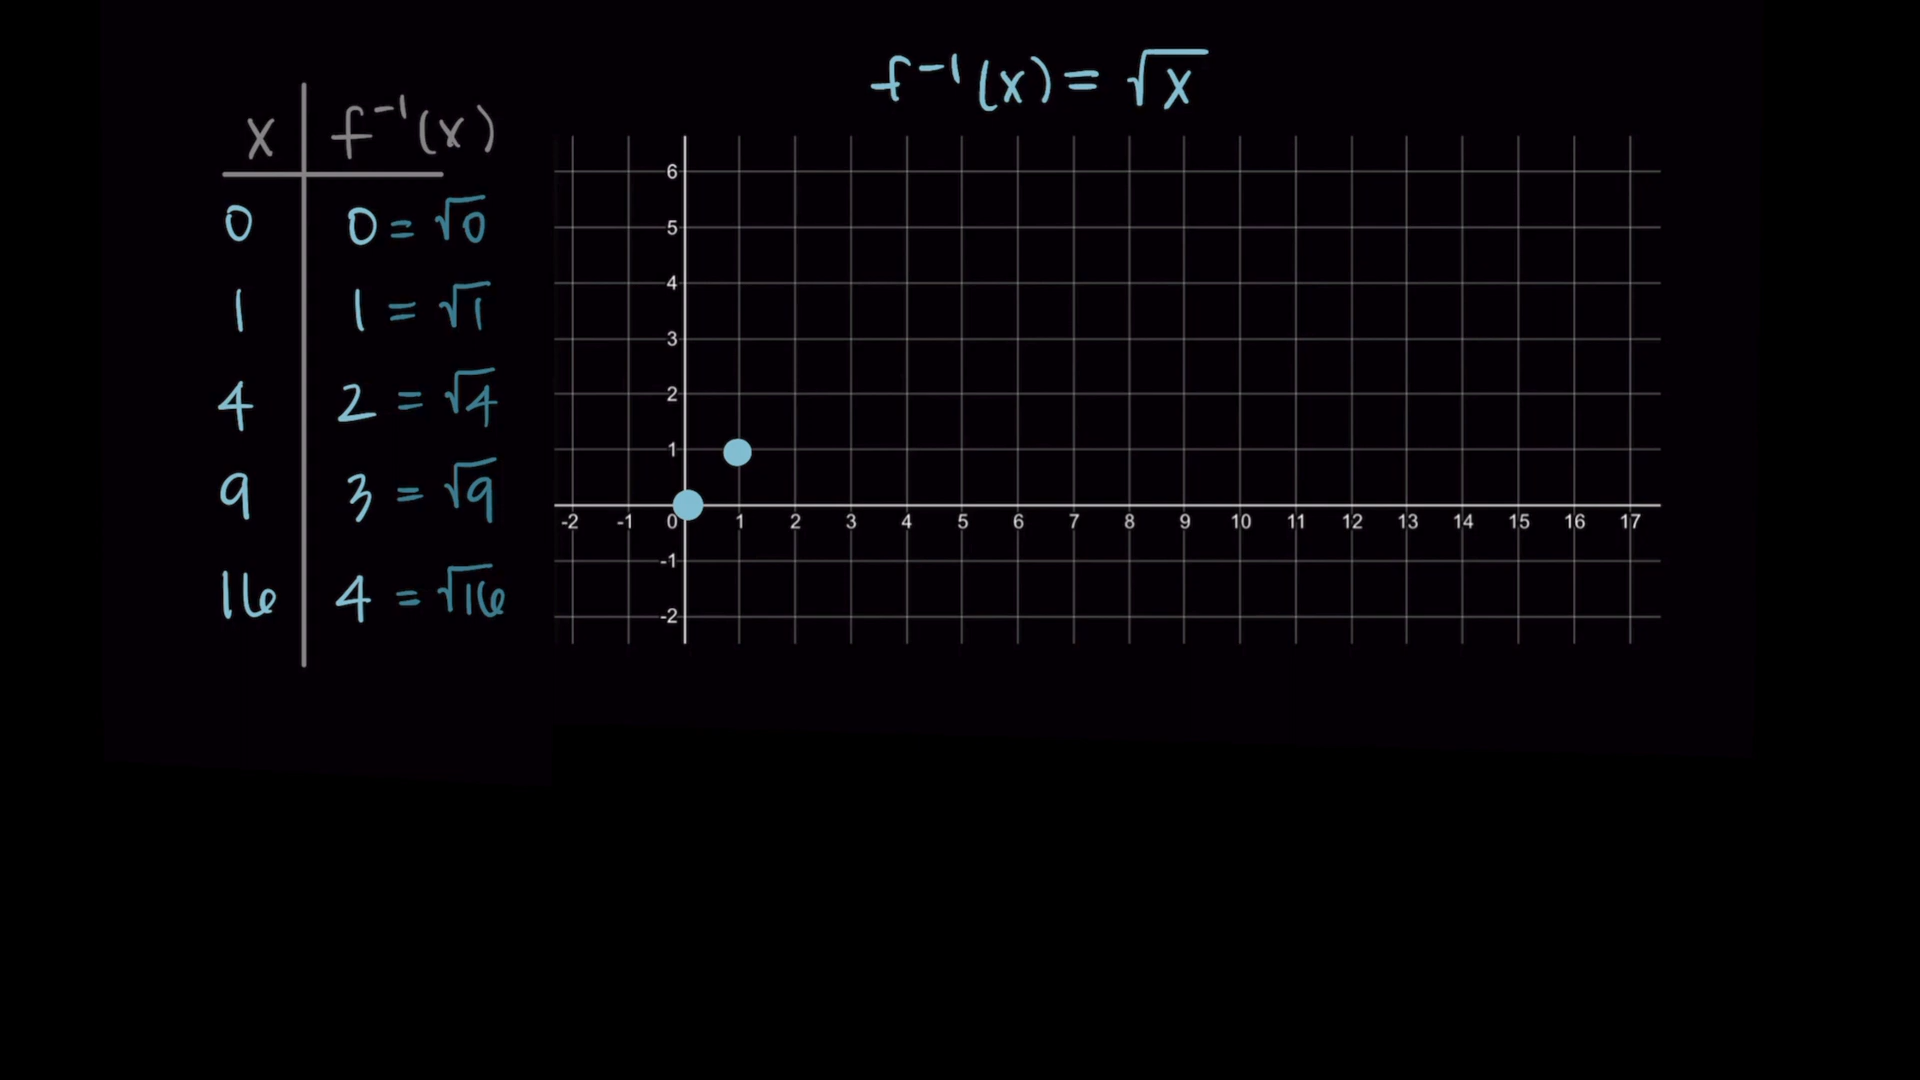 f⁻¹(x) = √x
x f⁻¹(x)
0 0 = √0
1 1 = √1
4 2 = √4
9 3 = √9
16 4 = √16
6
5
4
3
2
1
-2 -1 0 1 2 3 4 5 6 7 8 9 10 11 12 13 14 15 16 17
-1
-2